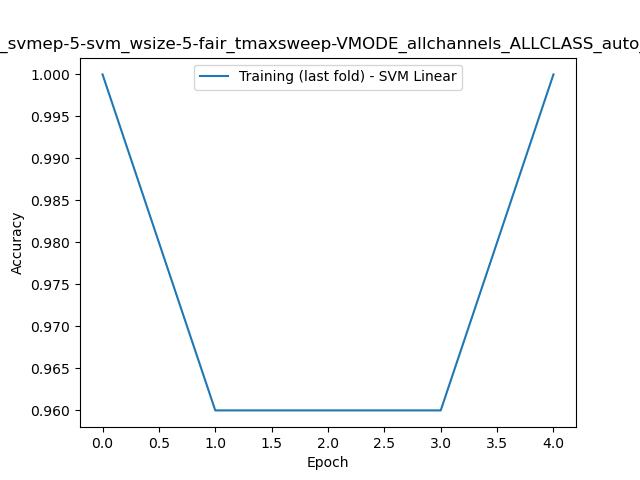 _svmep-5-svm_wsize-5-fair_tmaxsweep-VMODE_allchannels_ALLCLASS_auto_
Training (last fold) - SVM Linear
Accuracy
1.000
0.995
0.990
0.985
0.980
0.975
0.970
0.965
0.960
0.0 0.5 1.0 1.5 2.0 2.5 3.0 3.5 4.0
Epoch